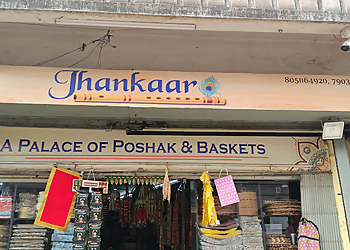 Jhankaar
8051164920, 7903
A PALACE OF POSHAK & BASKETS